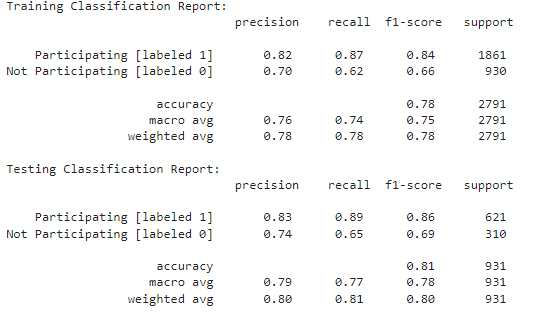 Training Classification Report:
precision recall f1-score support
Participating [labeled 1] 0.82 0.87 0.84 1861
Not Participating [labeled 0] 0.70 0.62 0.66 930
accuracy 0.78 2791
macro avg 0.76 0.74 0.75 2791
weighted avg 0.78 0.78 0.78 2791
Testing Classification Report:
precision recall f1-score support
Participating [labeled 1] 0.83 0.89 0.86 621
Not Participating [labeled 0] 0.74 0.65 0.69 310
accuracy 0.81 931
macro avg 0.79 0.77 0.78 931
weighted avg 0.80 0.81 0.80 931